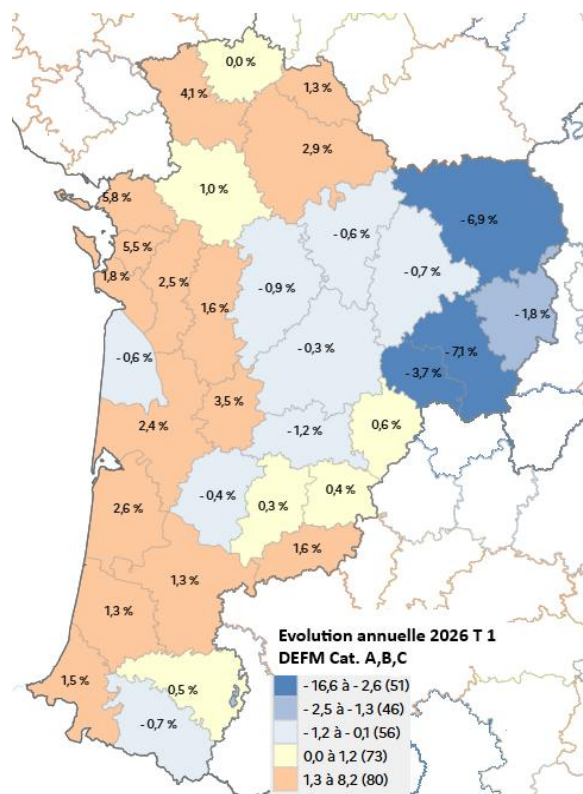 0,0 %
4,1 %
1,3 %
2,9 %
1,0 %
5,8 %
- 6,9 %
- 0,6 %
5,5 %
- 0,7 %
1,8 %
2,5 %
- 0,9 %
1,6 %
- 1,8 %
- 0,3 %
- 7,1 %
- 0,6 %
- 3,7 %
3,5 %
2,4 %
0,6 %
- 1,2 %
- 0,4 %
0,4 %
0,3 %
2,6 %
1,6 %
1,3 %
1,3 %
1,5 %
0,5 %
- 0,7 %
Evolution annuelle 2026 T 1
DEFM Cat. A,B,C
- 16,6 à - 2,6 (51)
- 2,5 à - 1,3 (46)
- 1,2 à - 0,1 (56)
0,0 à 1,2 (73)
1,3 à 8,2 (80)